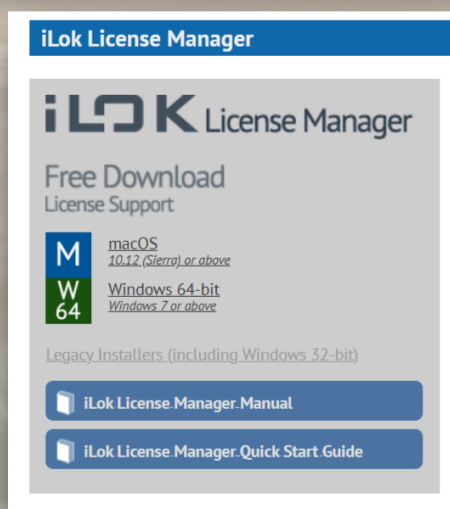 iLok License Manager
iLOK License Manager
Free Download
License Support
M
macOS
10.12 (Sierra) or above
W
64
Windows 64-bit
Windows 7 or above
Legacy Installers (including Windows 32-bit)
iLok License Manager Manual
iLok License Manager Quick Start Guide